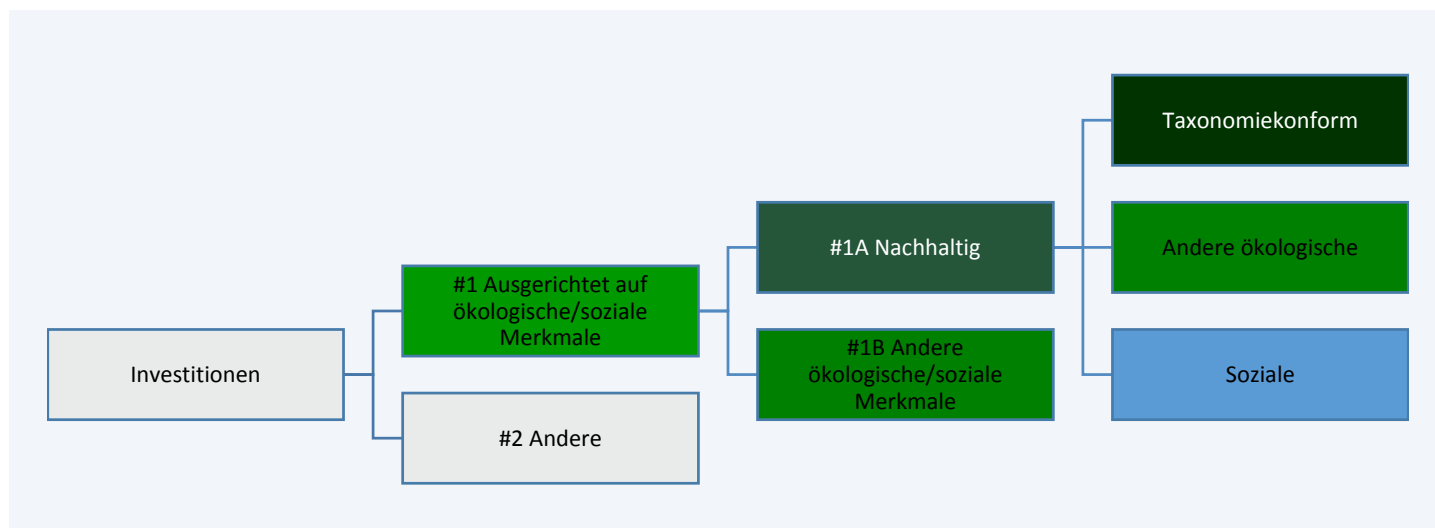 Investitionen
#1 Ausgerichtet auf
ökologische/soziale
Merkmale
#2 Andere
#1A Nachhaltig
#1B Andere
ökologische/soziale
Merkmale
Taxonomiekonform
Andere ökologische
Soziale